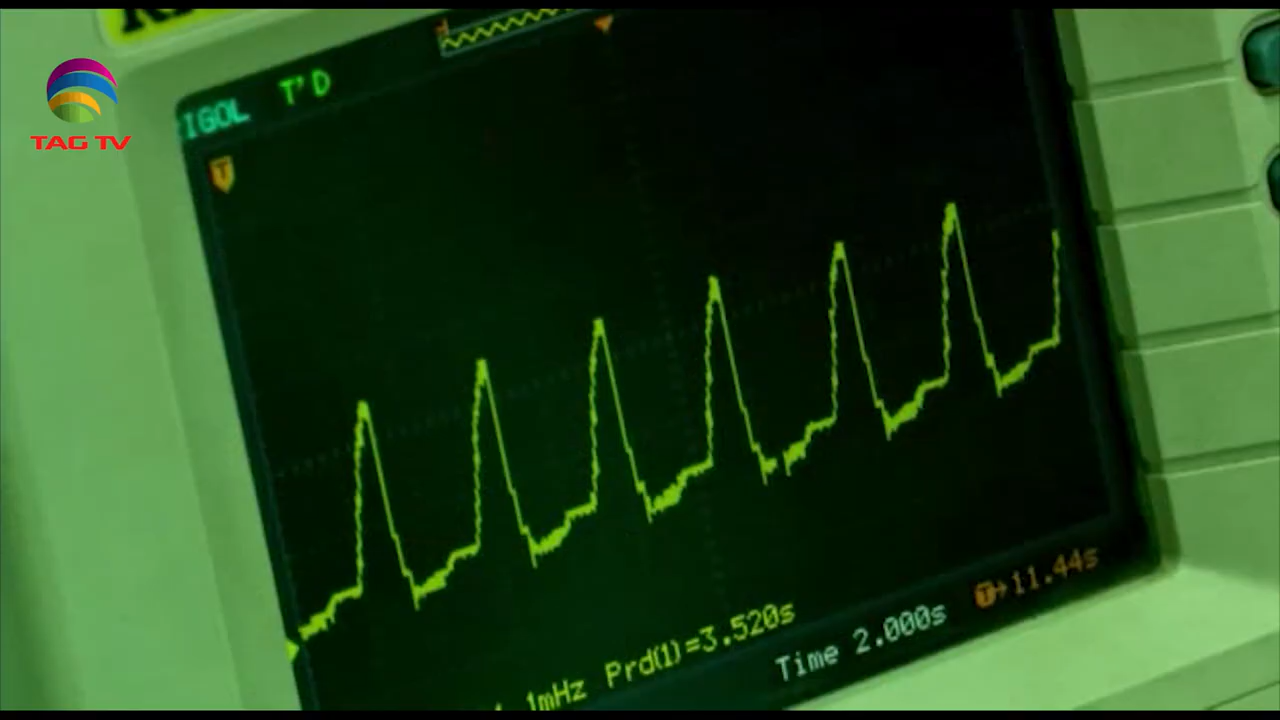 TAG TV
IGOL T'D
T
1mHz Prd(1)=3.520s
Time 2.000s
T→11.44s